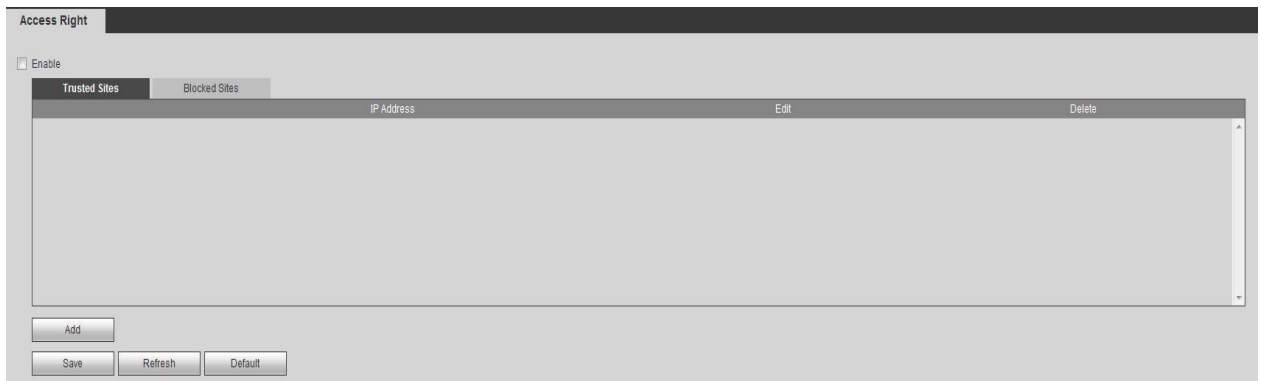 Access Right
Enable
Trusted Sites Blocked Sites
IP Address Edit Delete
Add
Save Refresh Default